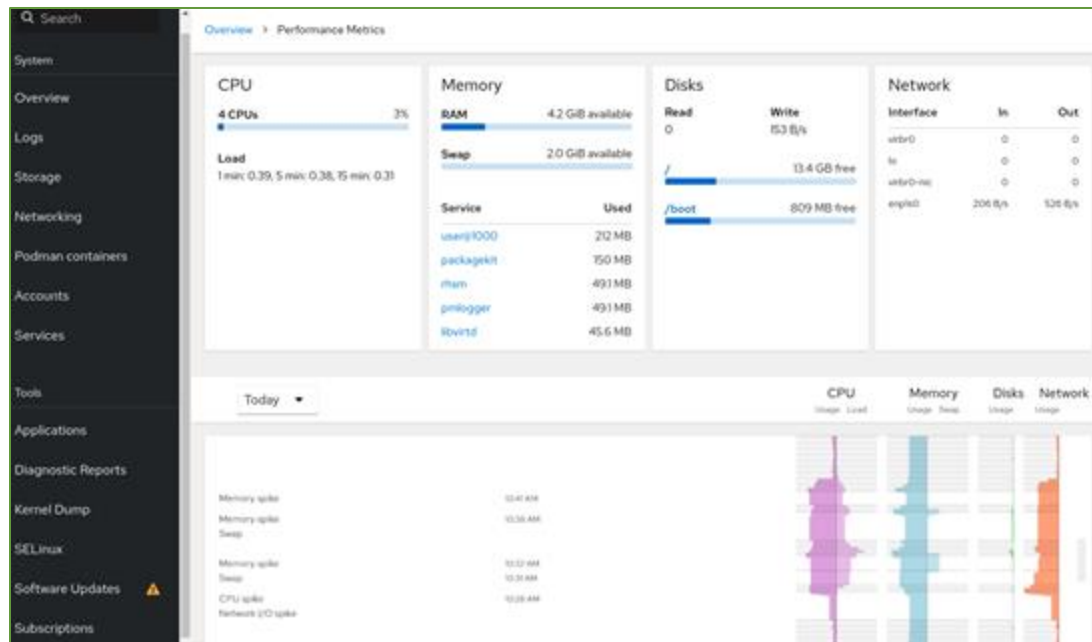 Search
System
Overview
Logs
Storage
Networking
Podman containers
Accounts
Services
Tools
Applications
Diagnostic Reports
Kernel Dump
SELinux
Software Updates
Subscriptions
Overview > Performance Metrics
CPU
4 CPUs 3%
Load
1 min: 0.39, 5 min: 0.38, 15 min: 0.31
Memory
RAM 4.2 GiB available
Swap 2.0 GiB available
Service Used
user@1000 212 MB
packagekit 150 MB
rhsm 49.1 MB
pmlogger 49.1 MB
libvirtd 45.6 MB
Disks
Read Write
0 153 B/s
/ 13.4 GB free
/boot 809 MB free
Network
Interface In Out
virbr0 0 0
lo 0 0
virbr0-nic 0 0
enp1s0 206 B/s 526 B/s
Today
CPU Memory Disks Network
Usage Load Usage Swap Usage Usage
Memory spike 10:41 AM
Memory spike 10:36 AM
Swap
Memory spike 10:32 AM
Swap 10:31 AM
CPU spike 10:28 AM
Network I/O spike